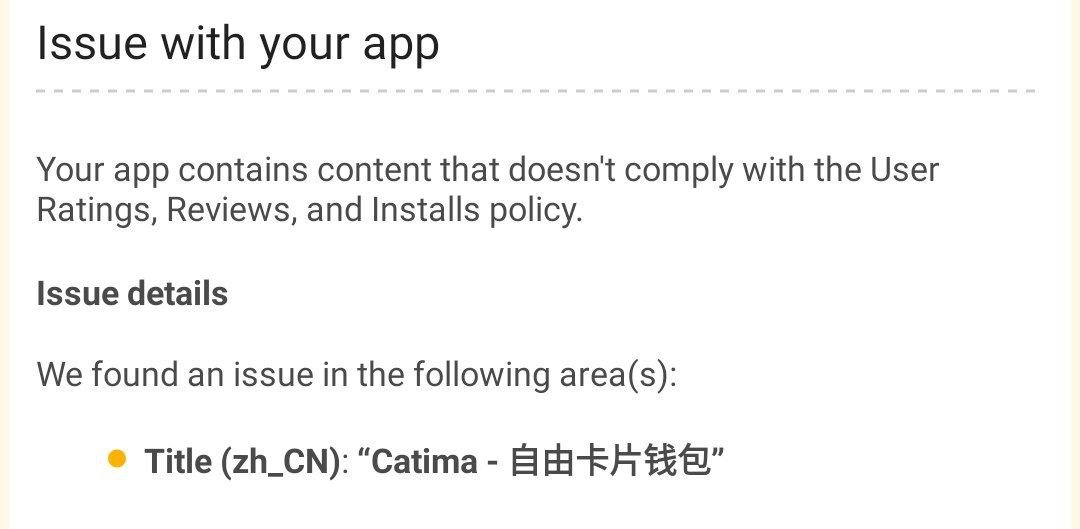 Issue with your app
Your app contains content that doesn't comply with the User
Ratings, Reviews, and Installs policy.
Issue details
We found an issue in the following area(s):
Title (zh_CN): “Catima - 自由卡片钱包”